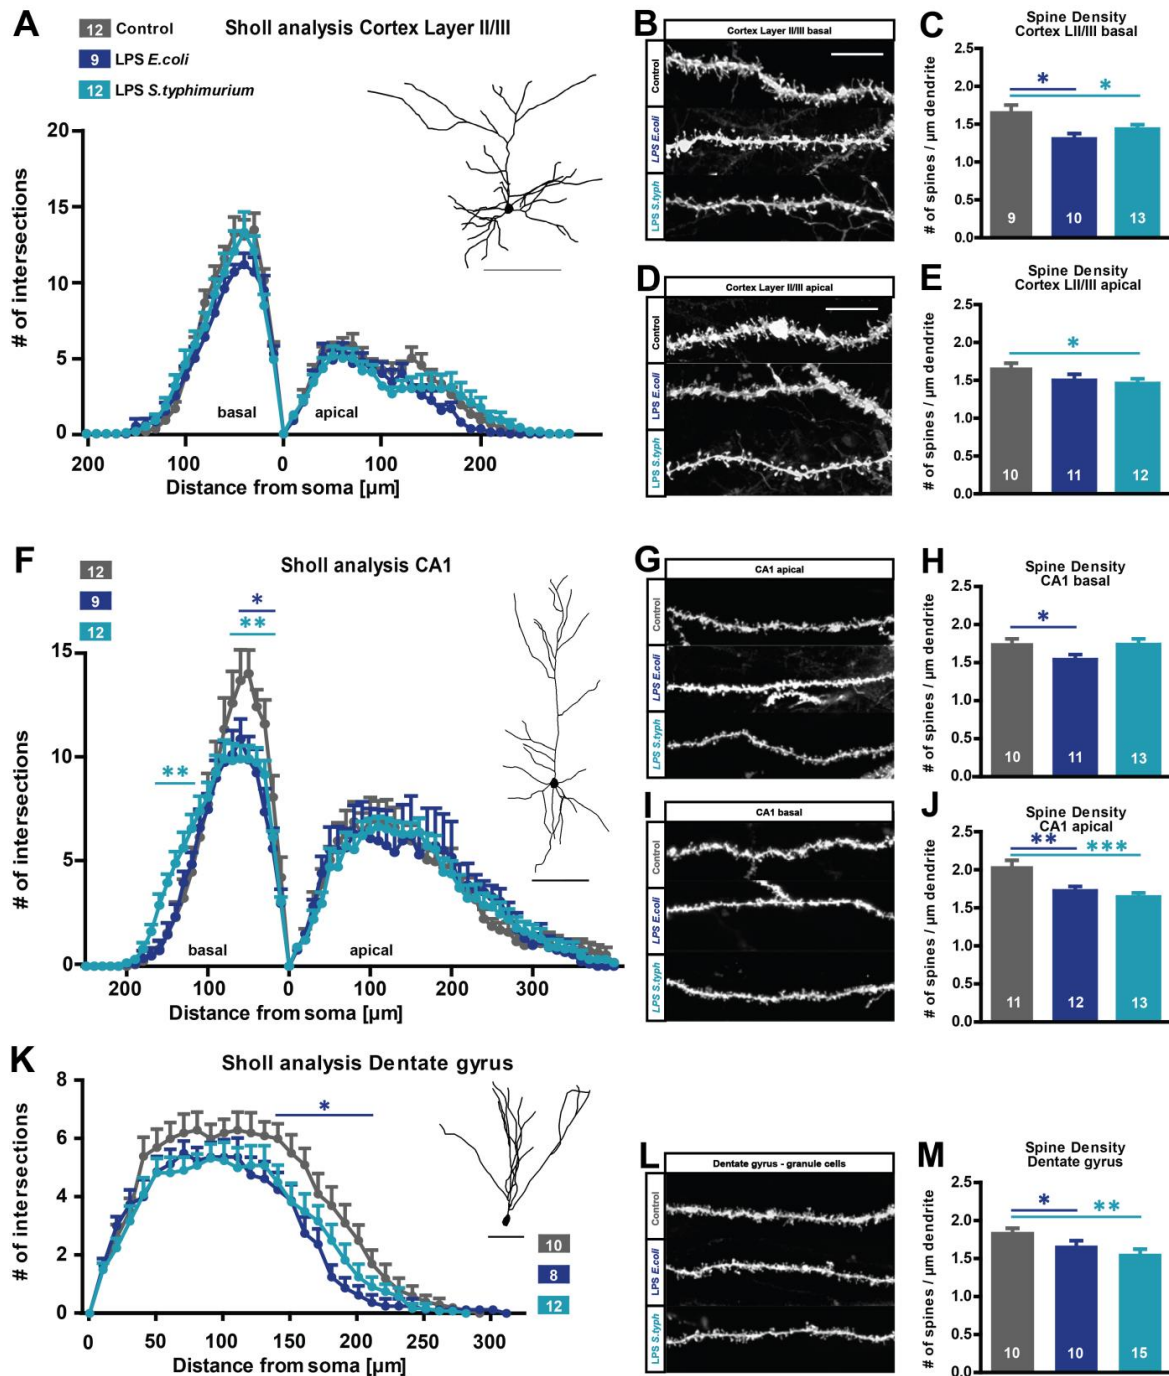 A
Sholl analysis Cortex Layer II/III
12 Control
9 LPS E.coli
12 LPS S.typhimurium
# of intersections
20
15
10
5
0
basal
apical
200
100
0
100
200
Distance from soma [µm]
B
Cortex Layer II/III basal
Control
LPS E.coli
LPS S.typh
C
Spine Density
Cortex LII/III basal
# of spines / µm dendrite
2.5
2.0
1.5
1.0
0.5
0.0
*
*
9
10
13
D
Cortex Layer II/III apical
Control
LPS E.coli
LPS S.typh
E
Spine Density
Cortex LII/III apical
# of spines / µm dendrite
2.5
2.0
1.5
1.0
0.5
0.0
*
10
11
12
F
Sholl analysis CA1
12
9
12
# of intersections
15
10
5
0
*
**
**
basal
apical
200
100
0
100
200
300
Distance from soma [µm]
G
CA1 apical
Control
LPS E.coli
LPS S.typh
H
Spine Density
CA1 basal
# of spines / µm dendrite
2.5
2.0
1.5
1.0
0.5
0.0
*
10
11
13
I
CA1 basal
Control
LPS E.coli
LPS S.typh
J
Spine Density
CA1 apical
# of spines / µm dendrite
2.5
2.0
1.5
1.0
0.5
0.0
**
***
11
12
13
K
Sholl analysis Dentate gyrus
# of intersections
8
6
4
2
0
*
10
8
12
0
50
100
150
200
250
300
Distance from soma [µm]
L
Dentate gyrus - granule cells
Control
LPS E.coli
LPS S.typh
M
Spine Density
Dentate gyrus
# of spines / µm dendrite
2.5
2.0
1.5
1.0
0.5
0.0
*
**
10
10
15